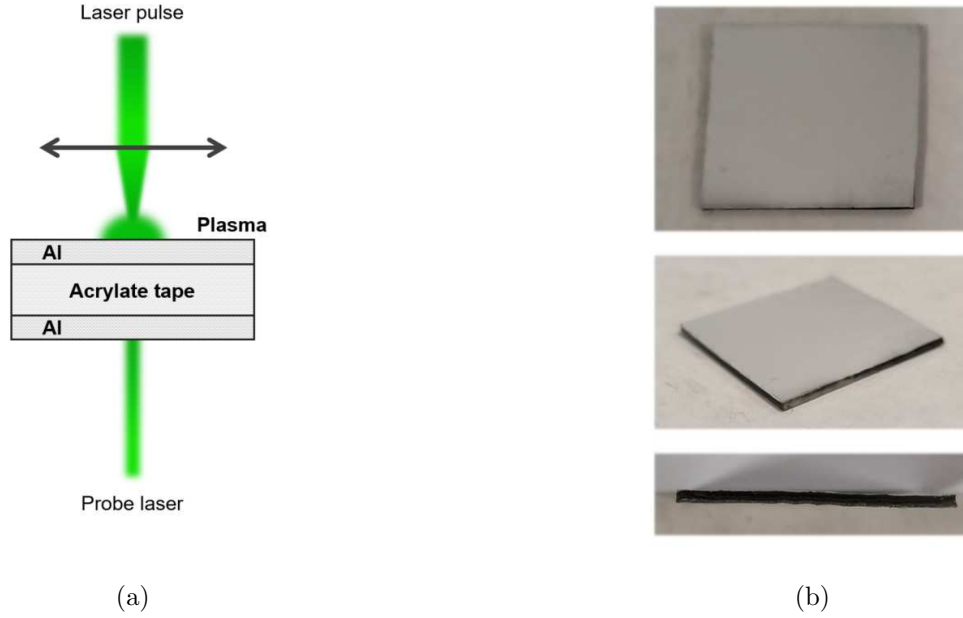 Laser pulse
Plasma
Al
Acrylate tape
Al
Probe laser
(a)
(b)